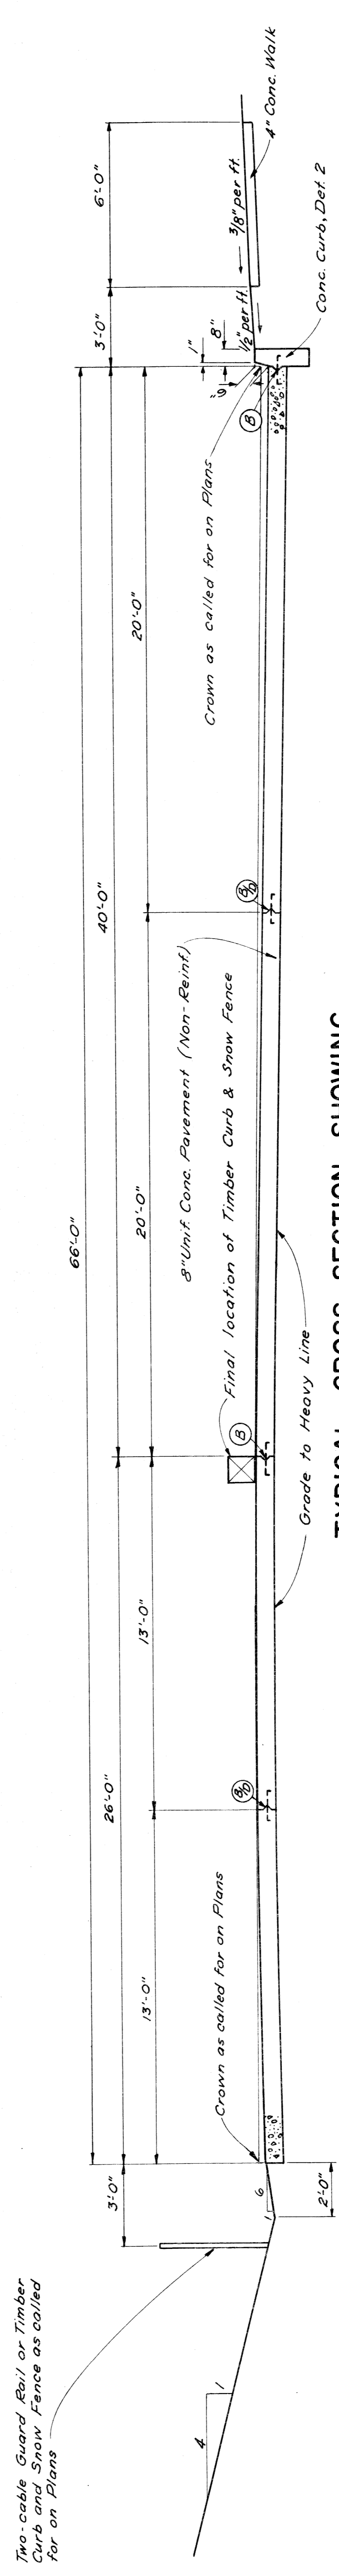 Two-cable Guard Rail or Timber
Curb and Snow Fence as called
for on Plans
66'-0"
26'-0"
40'-0"
3'-0"
6'-0"
3'-0"
13'-0"
13'-0"
20'-0"
20'-0"
4
1
6
1
2'-0"
Crown as called for on Plans
B/D
B
Final location of Timber Curb & Snow Fence
8" Unif. Conc. Pavement (Non-Reinf.)
Grade to Heavy Line
B/D
Crown as called for on Plans
B
6"
1"
8"
1/2" per ft.
3/8" per ft.
4" Conc. Walk
Conc. Curb, Det. 2
TYPICAL CROSS SECTION SHOWING